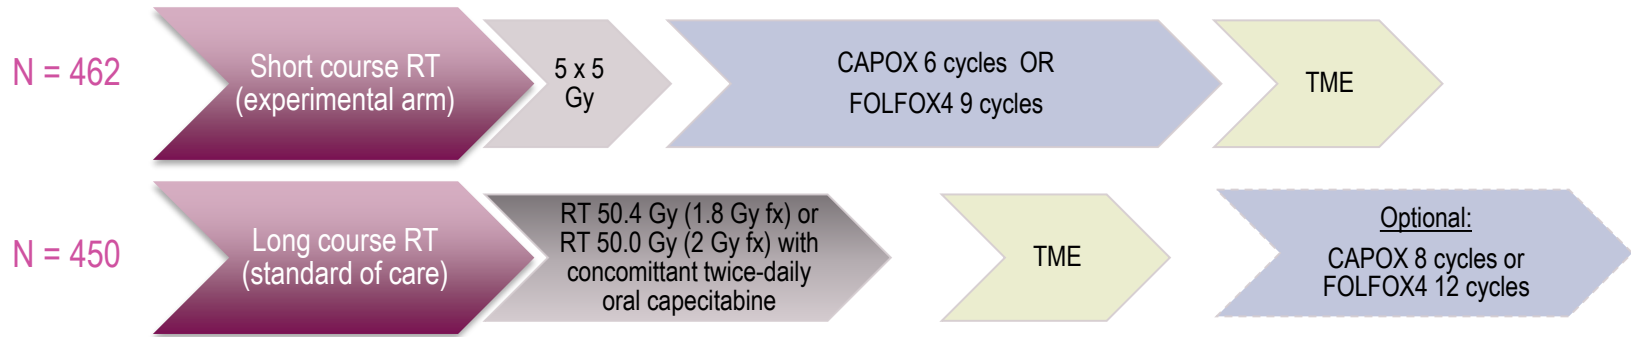 N = 462
Short course RT
(experimental arm)
5 x 5
Gy
CAPOX 6 cycles OR
FOLFOX4 9 cycles
TME
N = 450
Long course RT
(standard of care)
RT 50.4 Gy (1.8 Gy fx) or
RT 50.0 Gy (2 Gy fx) with
concomittant twice-daily
oral capecitabine
TME
Optional:
CAPOX 8 cycles or
FOLFOX4 12 cycles